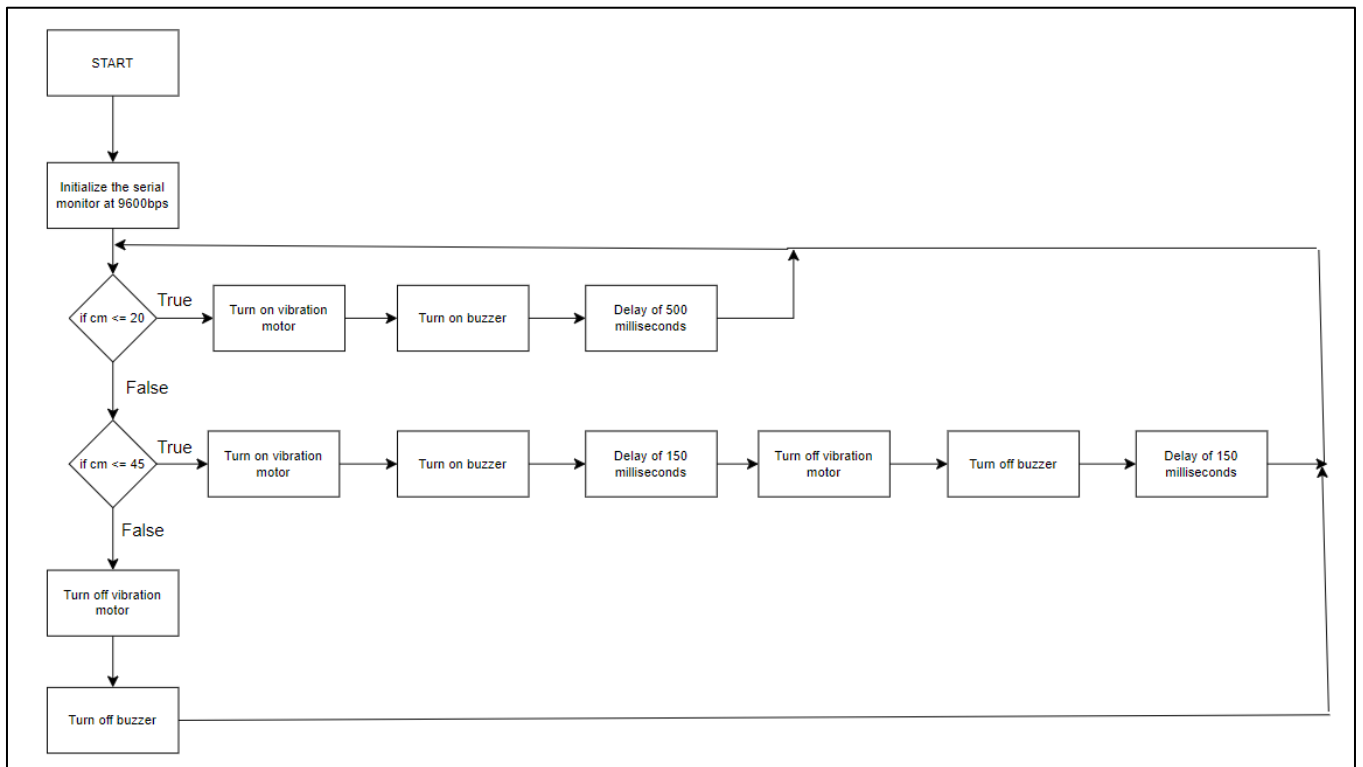 START
Initialize the serial
monitor at 9600bps
if cm <= 20
True
Turn on vibration
motor
Turn on buzzer
Delay of 500
milliseconds
False
if cm <= 45
True
Turn on vibration
motor
Turn on buzzer
Delay of 150
milliseconds
Turn off vibration
motor
Turn off buzzer
Delay of 150
milliseconds
False
Turn off vibration
motor
Turn off buzzer